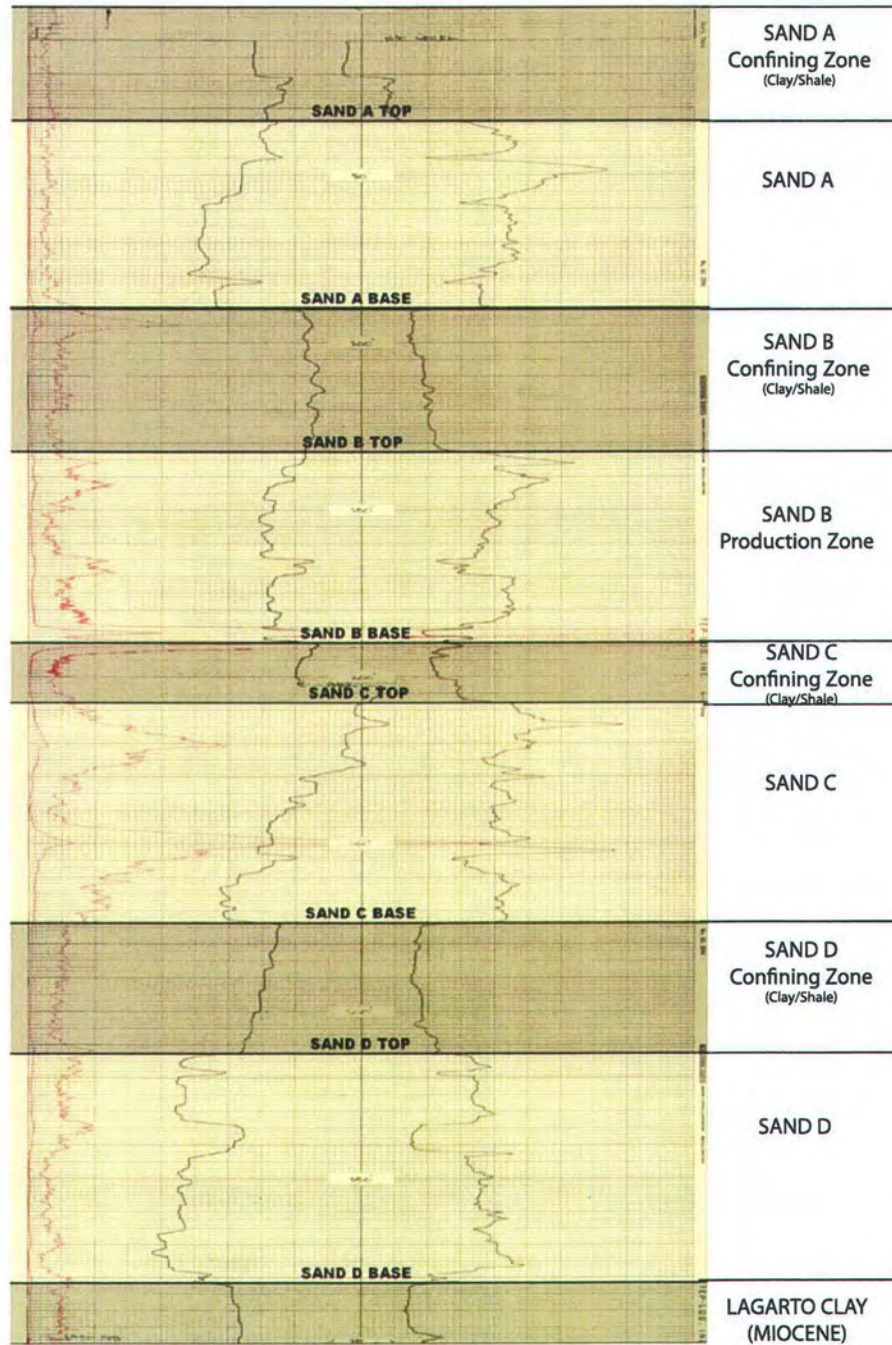 SAND A
Confining Zone
(Clay/Shale)
SAND A TOP
SAND A
SAND A BASE
SAND B
Confining Zone
(Clay/Shale)
SAND B TOP
SAND B
Production Zone
SAND B BASE
SAND C
Confining Zone
(Clay/Shale)
SAND C TOP
SAND C
SAND C BASE
SAND D
Confining Zone
(Clay/Shale)
SAND D TOP
SAND D
SAND D BASE
LAGARTO CLAY
(MIOCENE)